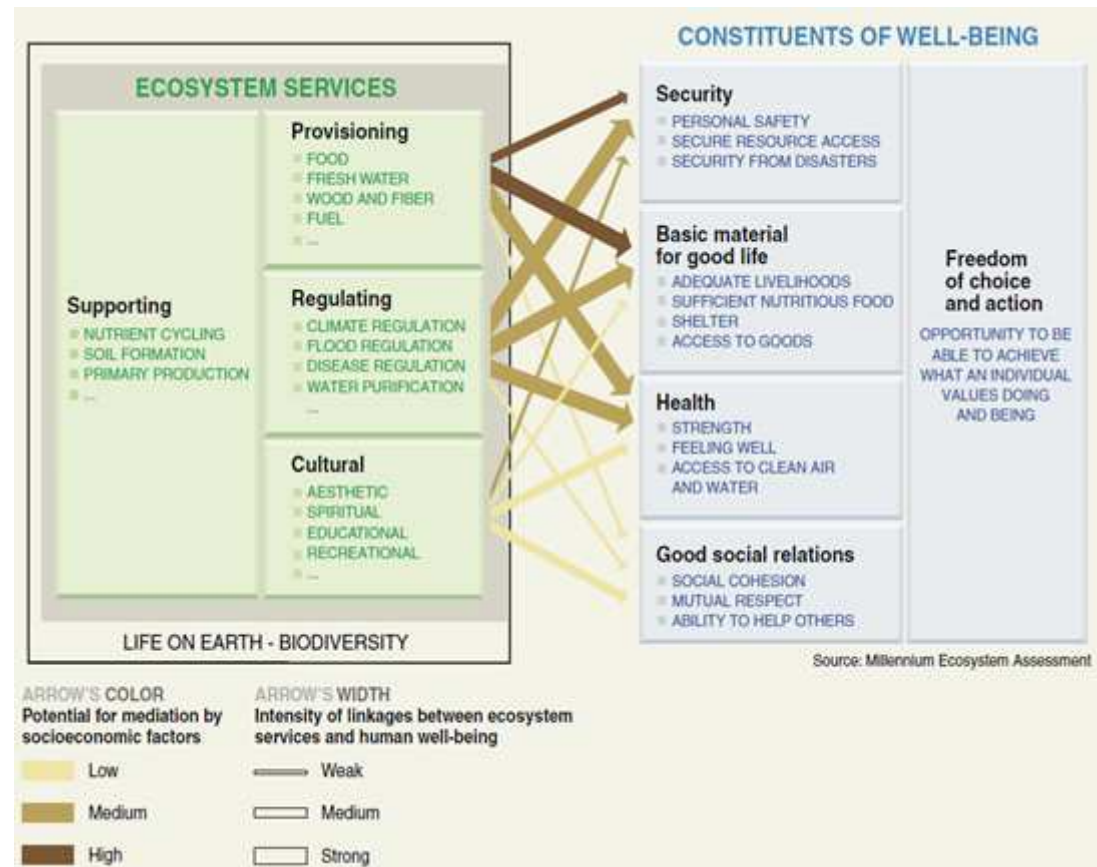 CONSTITUENTS OF WELL-BEING
ECOSYSTEM SERVICES
Supporting
NUTRIENT CYCLING
SOIL FORMATION
PRIMARY PRODUCTION
...
Provisioning
FOOD
FRESH WATER
WOOD AND FIBER
FUEL
...
Regulating
CLIMATE REGULATION
FLOOD REGULATION
DISEASE REGULATION
WATER PURIFICATION
...
Cultural
AESTHETIC
SPIRITUAL
EDUCATIONAL
RECREATIONAL
...
LIFE ON EARTH - BIODIVERSITY
Security
PERSONAL SAFETY
SECURE RESOURCE ACCESS
SECURITY FROM DISASTERS
Basic material
for good life
ADEQUATE LIVELIHOODS
SUFFICIENT NUTRITIOUS FOOD
SHELTER
ACCESS TO GOODS
Health
STRENGTH
FEELING WELL
ACCESS TO CLEAN AIR
AND WATER
Good social relations
SOCIAL COHESION
MUTUAL RESPECT
ABILITY TO HELP OTHERS
Freedom
of choice
and action
OPPORTUNITY TO BE
ABLE TO ACHIEVE
WHAT AN INDIVIDUAL
VALUES DOING
AND BEING
Source: Millennium Ecosystem Assessment
ARROW'S COLOR
Potential for mediation by
socioeconomic factors
Low
Medium
High
ARROW'S WIDTH
Intensity of linkages between ecosystem
services and human well-being
Weak
Medium
Strong